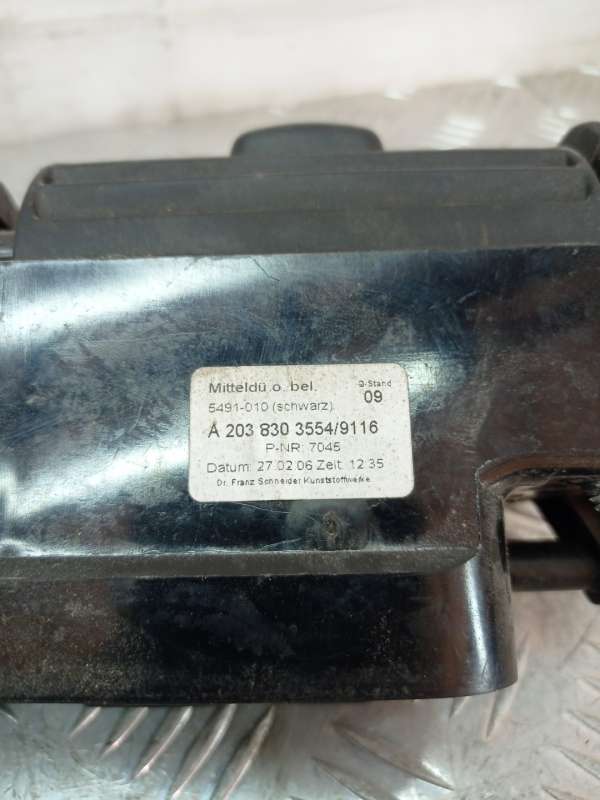 Mitteldü.o. bel.
Q-Stand
09
5491-010 (schwarz)
A 203 830 3554/9116
P-NR: 7045
Datum: 27.02.06 Zeit: 12:35
Dr. Franz Schneider Kunststoffwerke